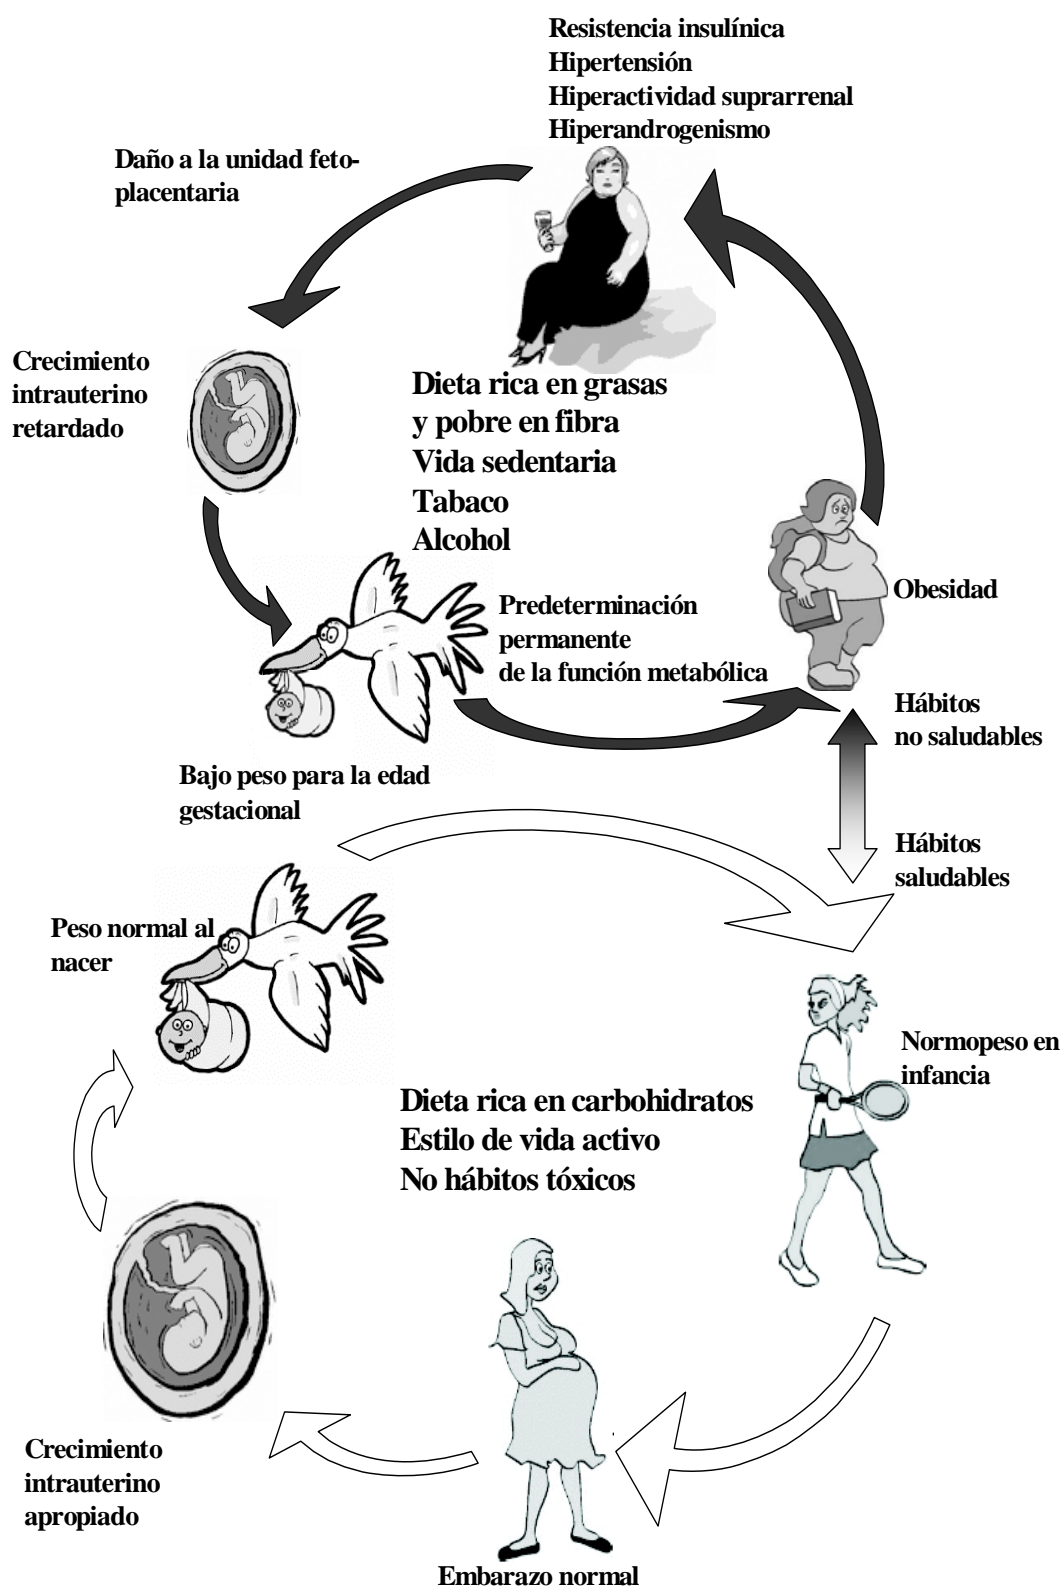 Resistencia insulínica
Hipertensión
Hiperactividad suprarrenal
Hiperandrogenismo
Daño a la unidad feto-
placentaria
Crecimiento
intrauterino
retardado
Dieta rica en grasas
y pobre en fibra
Vida sedentaria
Tabaco
Alcohol
Obesidad
Predeterminación
permanente
de la función metabólica
Hábitos
no saludables
Bajo peso para la edad
gestacional
Hábitos
saludables
Peso normal al
nacer
Normopeso en
infancia
Dieta rica en carbohidratos
Estilo de vida activo
No hábitos tóxicos
Crecimiento
intrauterino
apropiado
Embarazo normal